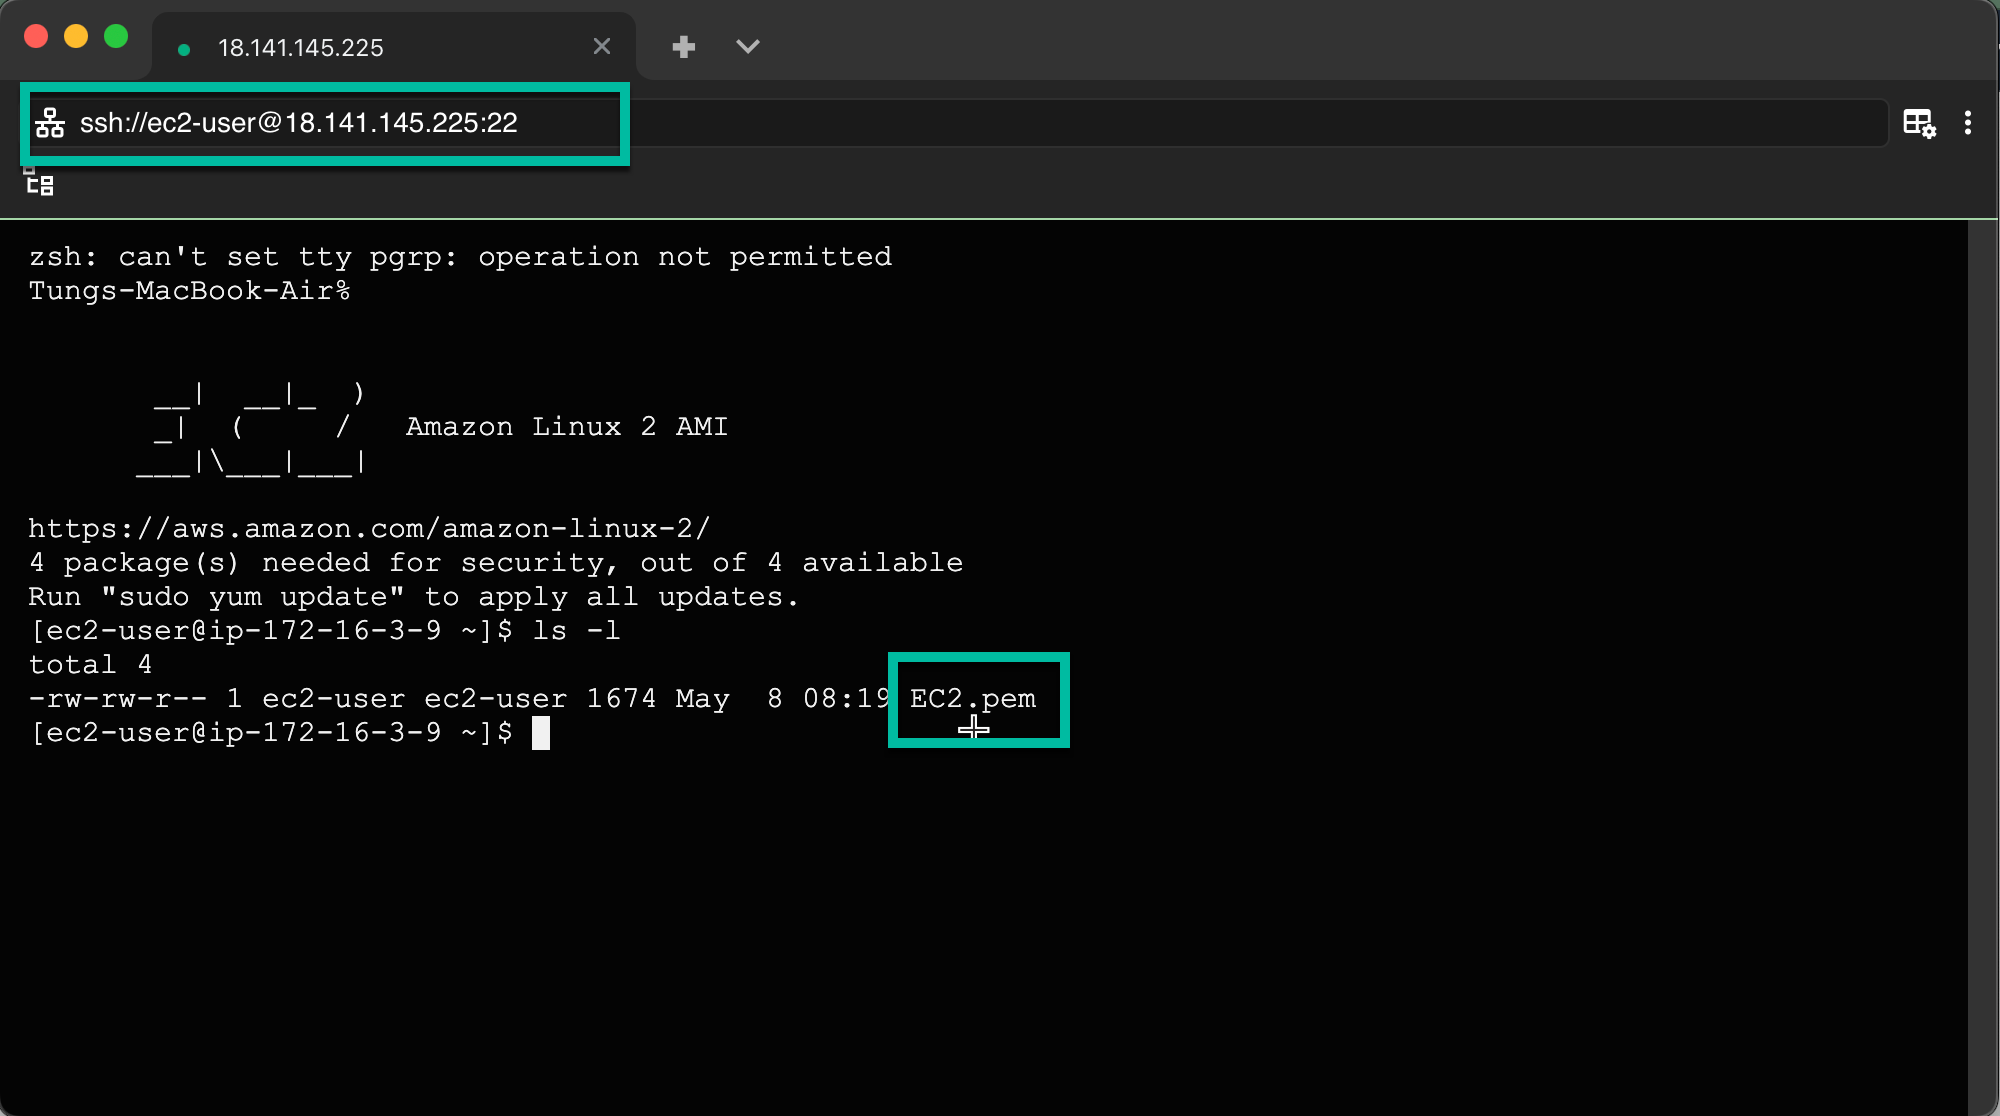 18.141.145.225
ssh://ec2-user@18.141.145.225:22
zsh: can't set tty pgrp: operation not permitted
Tungs-MacBook-Air%
       __|  __|_  )
       _|  (     /   Amazon Linux 2 AMI
      ___|\___|___|
https://aws.amazon.com/amazon-linux-2/
4 package(s) needed for security, out of 4 available
Run "sudo yum update" to apply all updates.
[ec2-user@ip-172-16-3-9 ~]$ ls -l
total 4
-rw-rw-r-- 1 ec2-user ec2-user 1674 May  8 08:19 EC2.pem
[ec2-user@ip-172-16-3-9 ~]$